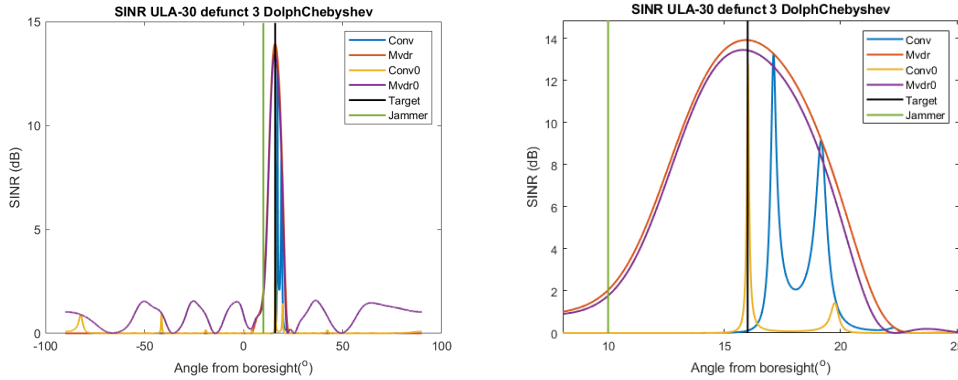 SINR ULA-30 defunct 3 DolphChebyshev
15
10
5
0
SINR (dB)
-100
-50
0
50
100
Angle from boresight(°)
Conv
Mvdr
Conv0
Mvdr0
Target
Jammer
SINR ULA-30 defunct 3 DolphChebyshev
14
12
10
8
6
4
2
0
SINR (dB)
10
15
20
25
Angle from boresight(°)
Conv
Mvdr
Conv0
Mvdr0
Target
Jammer